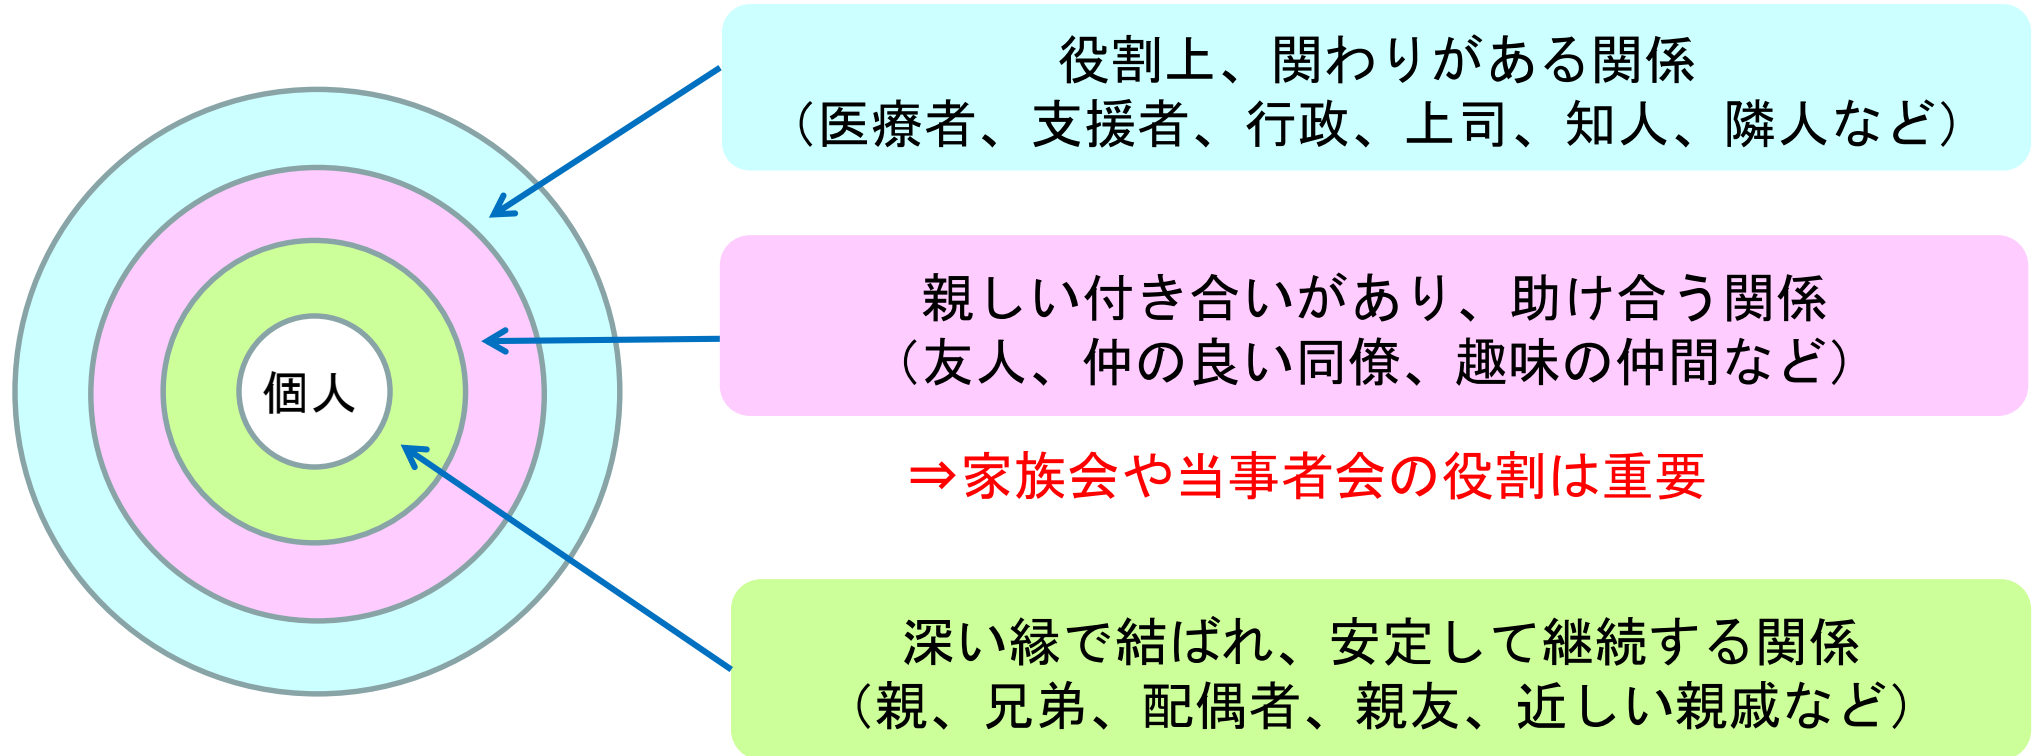 役割上、関わりがある関係
（医療者、支援者、行政、上司、知人、隣人など）
親しい付き合いがあり、助け合う関係
（友人、仲の良い同僚、趣味の仲間など）
個人
⇒家族会や当事者会の役割は重要
深い縁で結ばれ、安定して継続する関係
（親、兄弟、配偶者、親友、近しい親戚など）